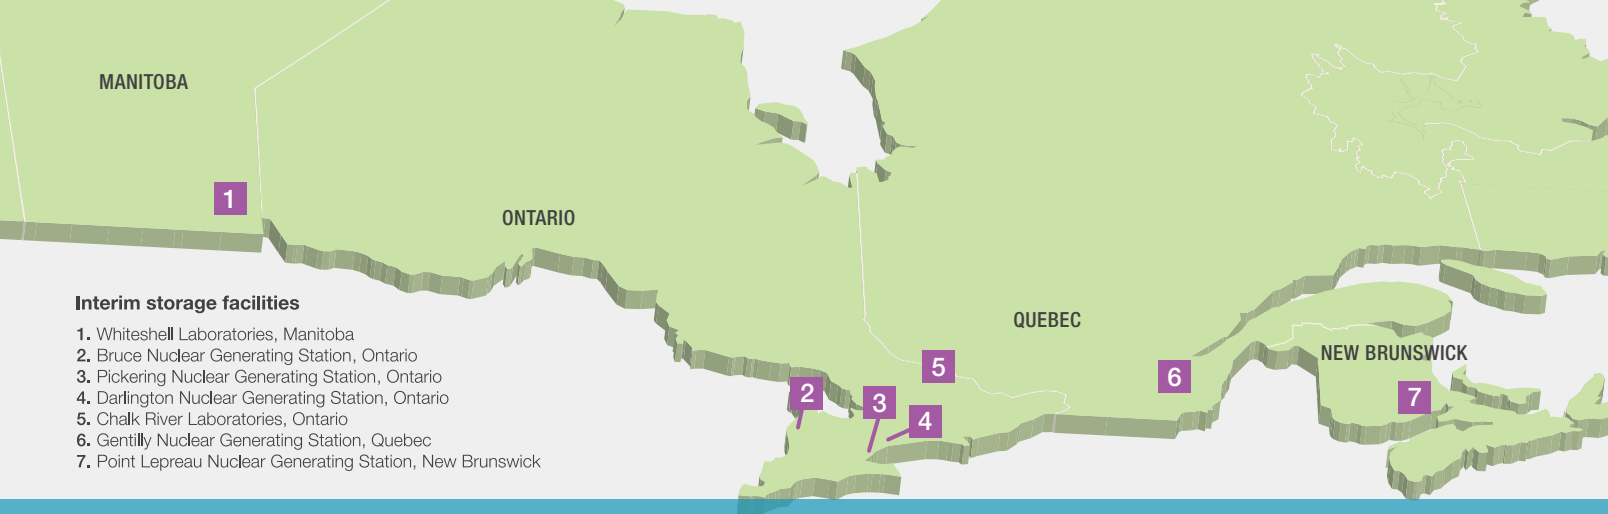 MANITOBA
1
ONTARIO
Interim storage facilities
1. Whiteshell Laboratories, Manitoba
2. Bruce Nuclear Generating Station, Ontario
3. Pickering Nuclear Generating Station, Ontario
4. Darlington Nuclear Generating Station, Ontario
5. Chalk River Laboratories, Ontario
6. Gentilly Nuclear Generating Station, Quebec
7. Point Lepreau Nuclear Generating Station, New Brunswick
QUEBEC
NEW BRUNSWICK
5
6
2
3
7
4